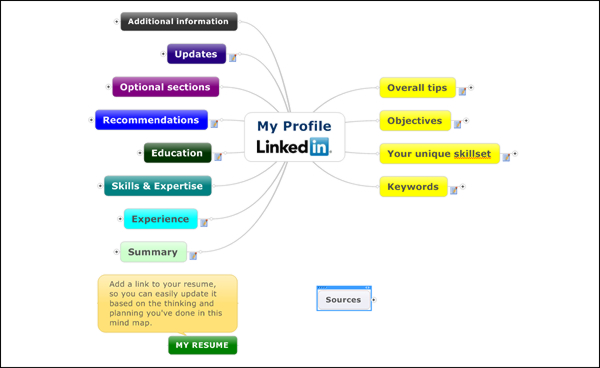 Additional information
Updates
Optional sections
Recommendations
Education
Skills & Expertise
Experience
Summary
My Profile
Linked in
Overall tips
Objectives
Your unique skillset
Keywords
Add a link to your resume,
so you can easily update it
based on the thinking and
planning you've done in this
mind map.
MY RESUME
Sources